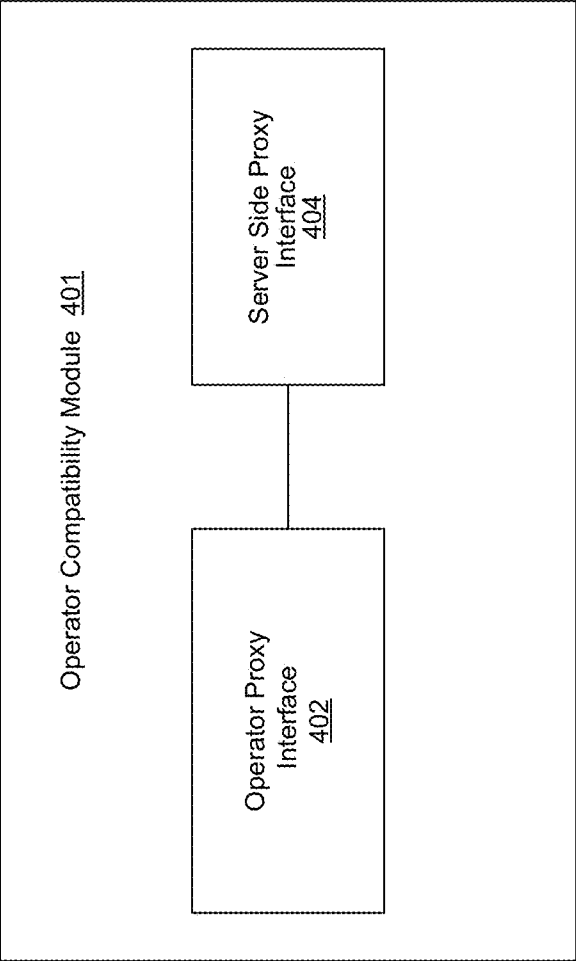 Operator Compatibility Module 401
Operator Proxy
Interface
402
Server Side Proxy
Interface
404